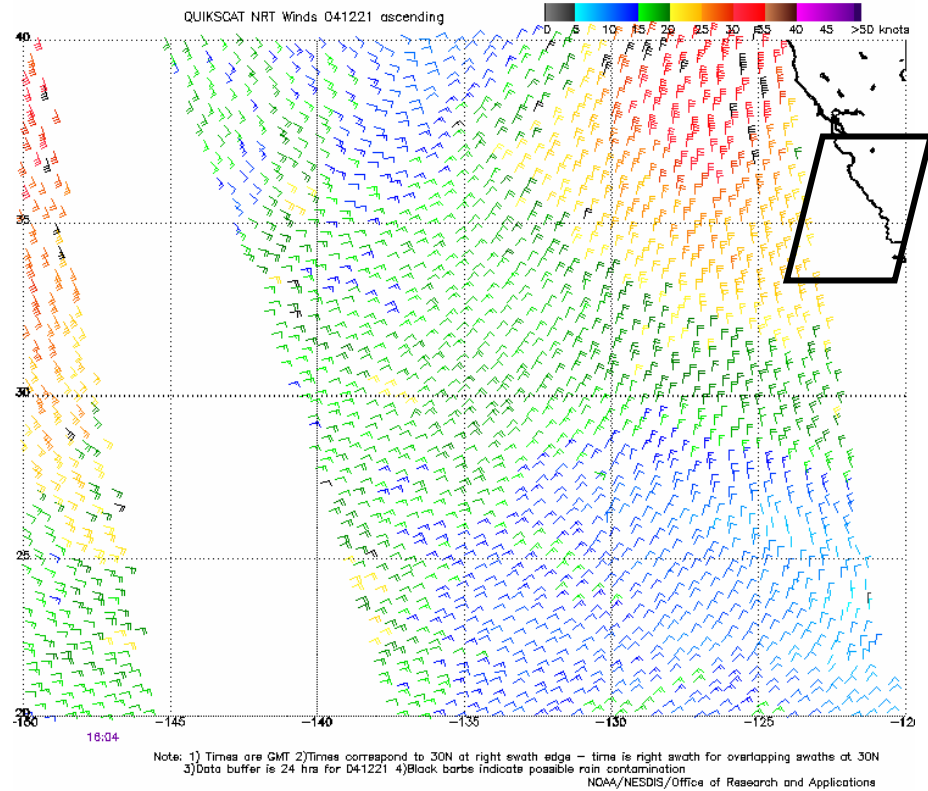 QUIKSCAT NRT Winds 041221 ascending
0 5 10 15 20 25 30 35 40 45 >50 knots
40
35
30
25
20
-145 -140 -135 -130 -125 -12
16:04
Note: 1) Times are GMT 2)Times correspond to 30N at right swath edge – time is right swath for overlapping swaths at 30N
3)Data buffer is 24 hrs for 041221 4)Black barbs indicate possible rain contamination
NOAA/NESDIS/Office of Research and Applications